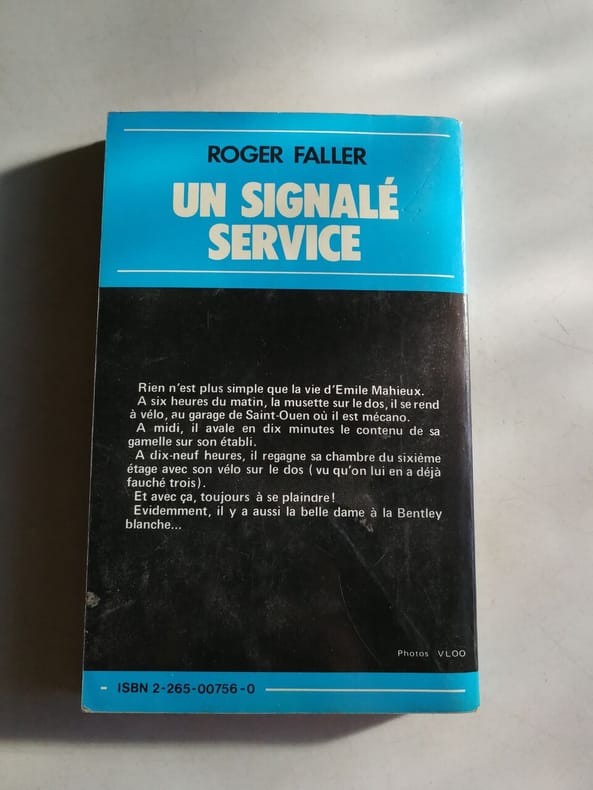 ROGER FALLER
UN SIGNALÉ
SERVICE
Rien n'est plus simple que la vie d'Emile Mahieux.
A six heures du matin, la musette sur le dos, il se rend
à vélo, au garage de Saint-Ouen où il est mécano.
A midi, il avale en dix minutes le contenu de sa
gamelle sur son établi.
A dix-neuf heures, il regagne sa chambre du sixième
étage avec son vélo sur le dos ( vu qu'on lui en a déjà
fauché trois ).
Et avec ça, toujours à se plaindre!
Evidemment, il y a aussi la belle dame à la Bentley
blanche...
Photos VLOO
- ISBN 2-265-00756-0